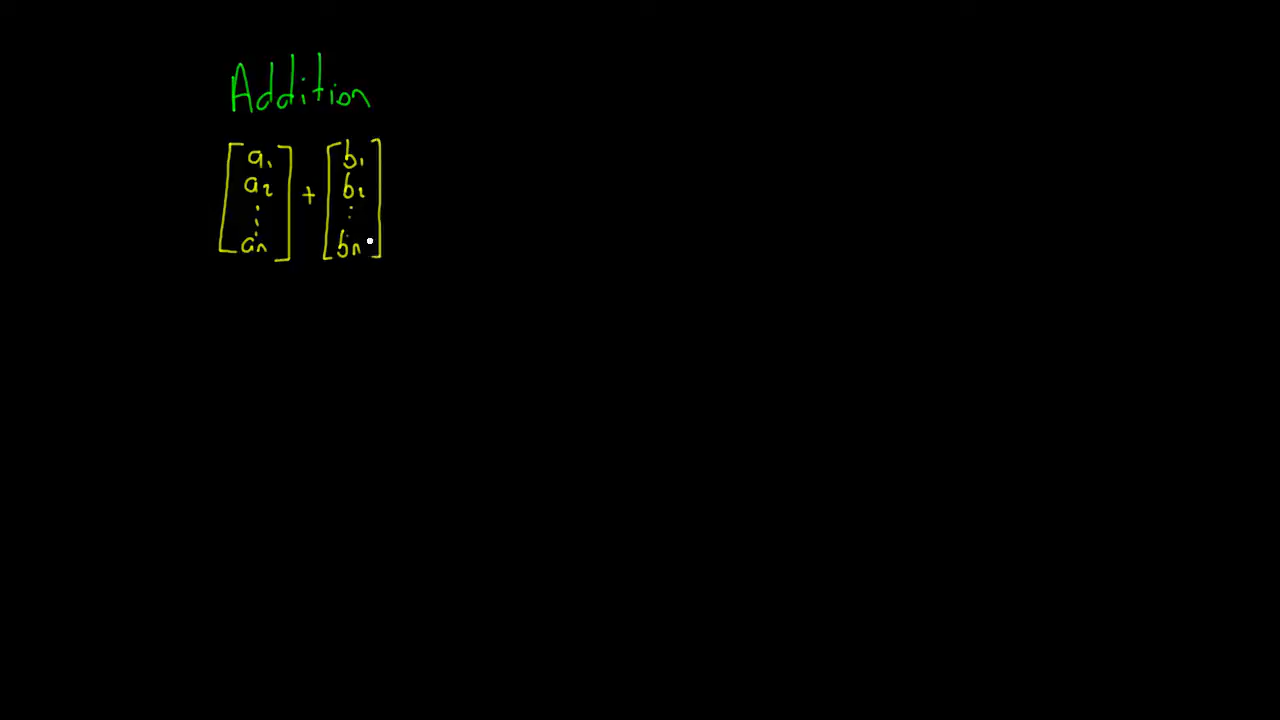 Addition
[a₁ a₂ ⋮ aₙ] + [b₁ b₂ ⋮ bₙ]